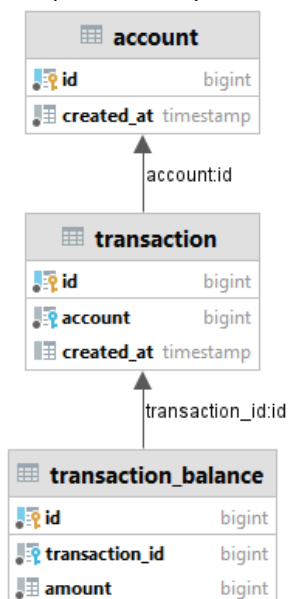 account
id bigint
created_at timestamp
account:id
transaction
id bigint
account bigint
created_at timestamp
transaction_id:id
transaction_balance
id bigint
transaction_id bigint
amount bigint